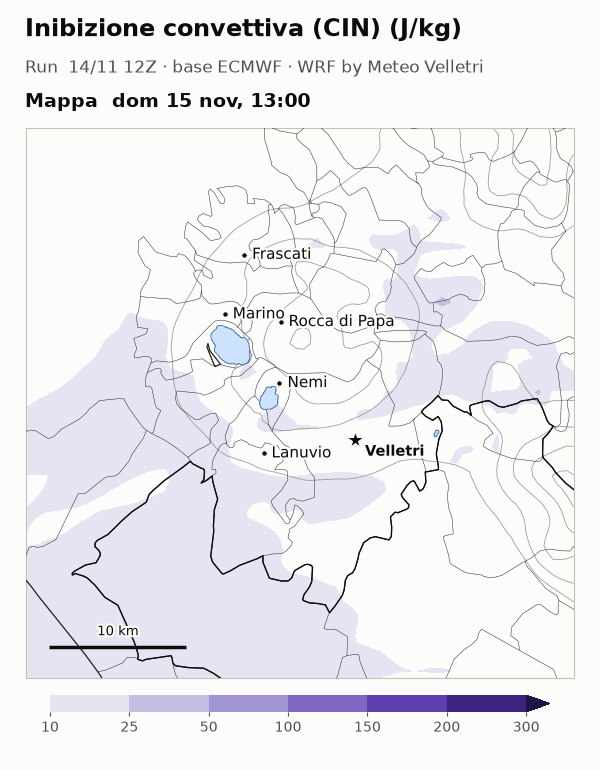 Inibizione convettiva (CIN) (J/kg)
Run 14/11 12Z · base ECMWF · WRF by Meteo Velletri
Mappa dom 15 nov, 13:00
Frascati
Marino
Rocca di Papa
Nemi
Velletri
Lanuvio
10 km
10 25 50 100 150 200 300